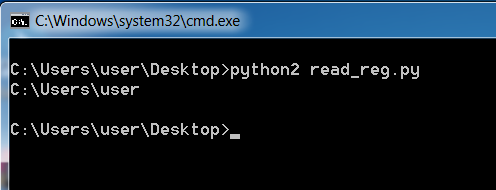 C:\Windows\system32\cmd.exe
C:\Users\user\Desktop>python2 read_reg.py
C:\Users\user
C:\Users\user\Desktop>_